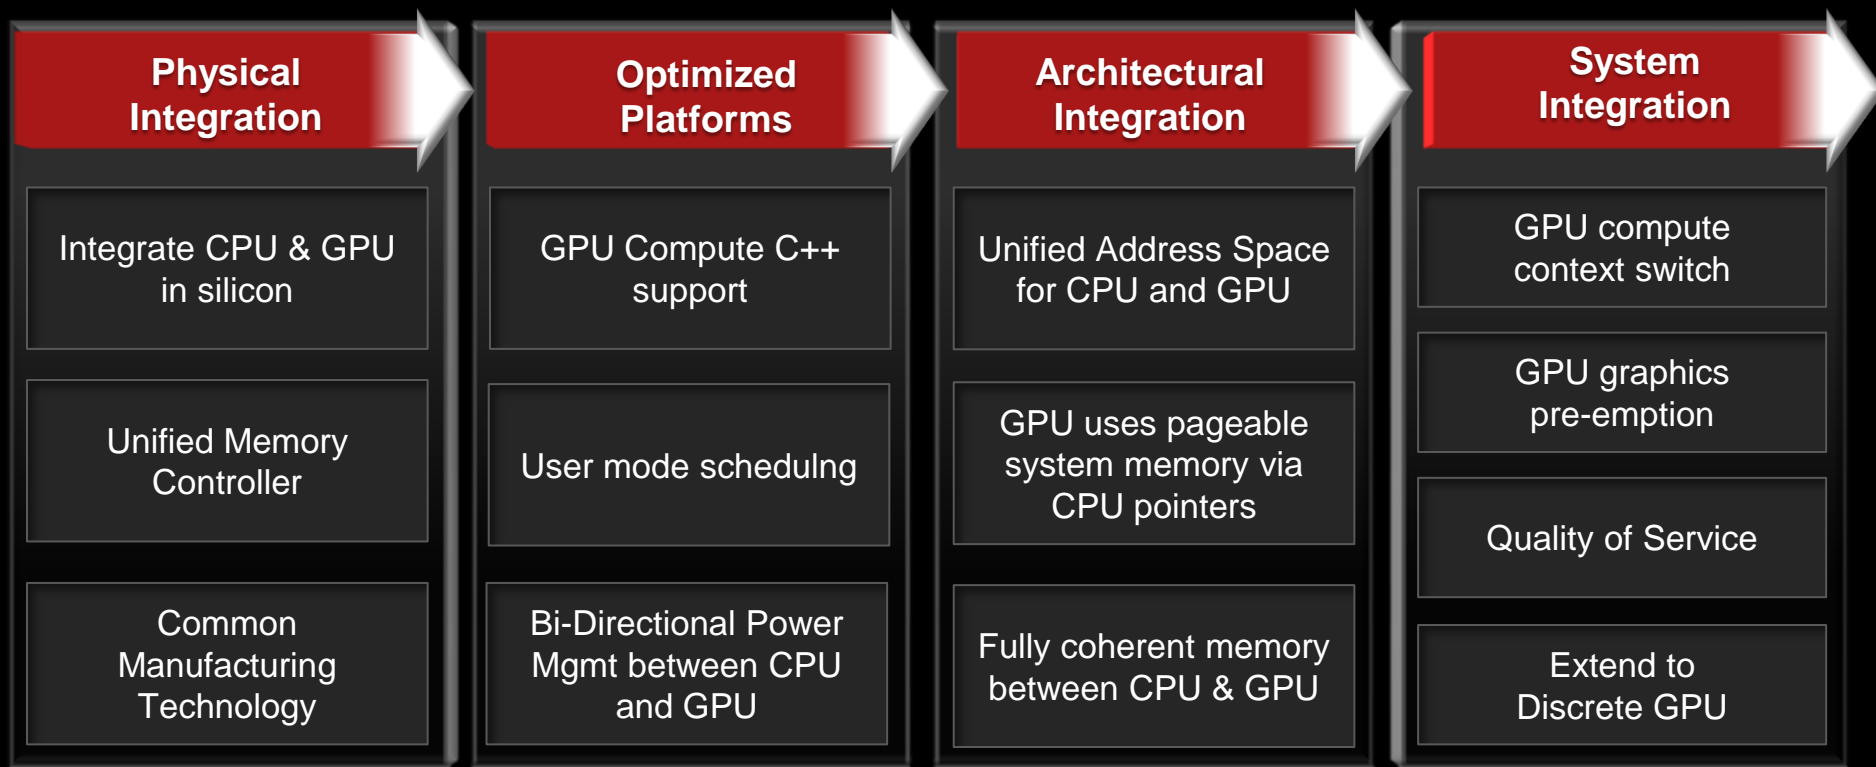 Physical
Integration
Integrate CPU & GPU
in silicon
Unified Memory
Controller
Common
Manufacturing
Technology
Optimized
Platforms
GPU Compute C++
support
User mode schedulng
Bi-Directional Power
Mgmt between CPU
and GPU
Architectural
Integration
Unified Address Space
for CPU and GPU
GPU uses pageable
system memory via
CPU pointers
Fully coherent memory
between CPU & GPU
System
Integration
GPU compute
context switch
GPU graphics
pre-emption
Quality of Service
Extend to
Discrete GPU